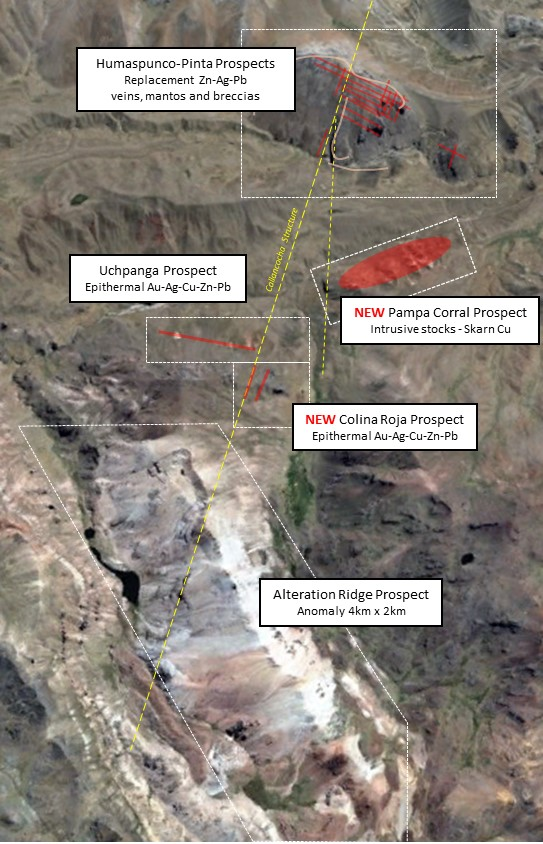 Humaspunco-Pinta Prospects
Replacement Zn-Ag-Pb
veins, mantos and breccias
Callancocha Structure
Uchpanga Prospect
Epithermal Au-Ag-Cu-Zn-Pb
NEW Pampa Corral Prospect
Intrusive stocks - Skarn Cu
NEW Colina Roja Prospect
Epithermal Au-Ag-Cu-Zn-Pb
Alteration Ridge Prospect
Anomaly 4km x 2km